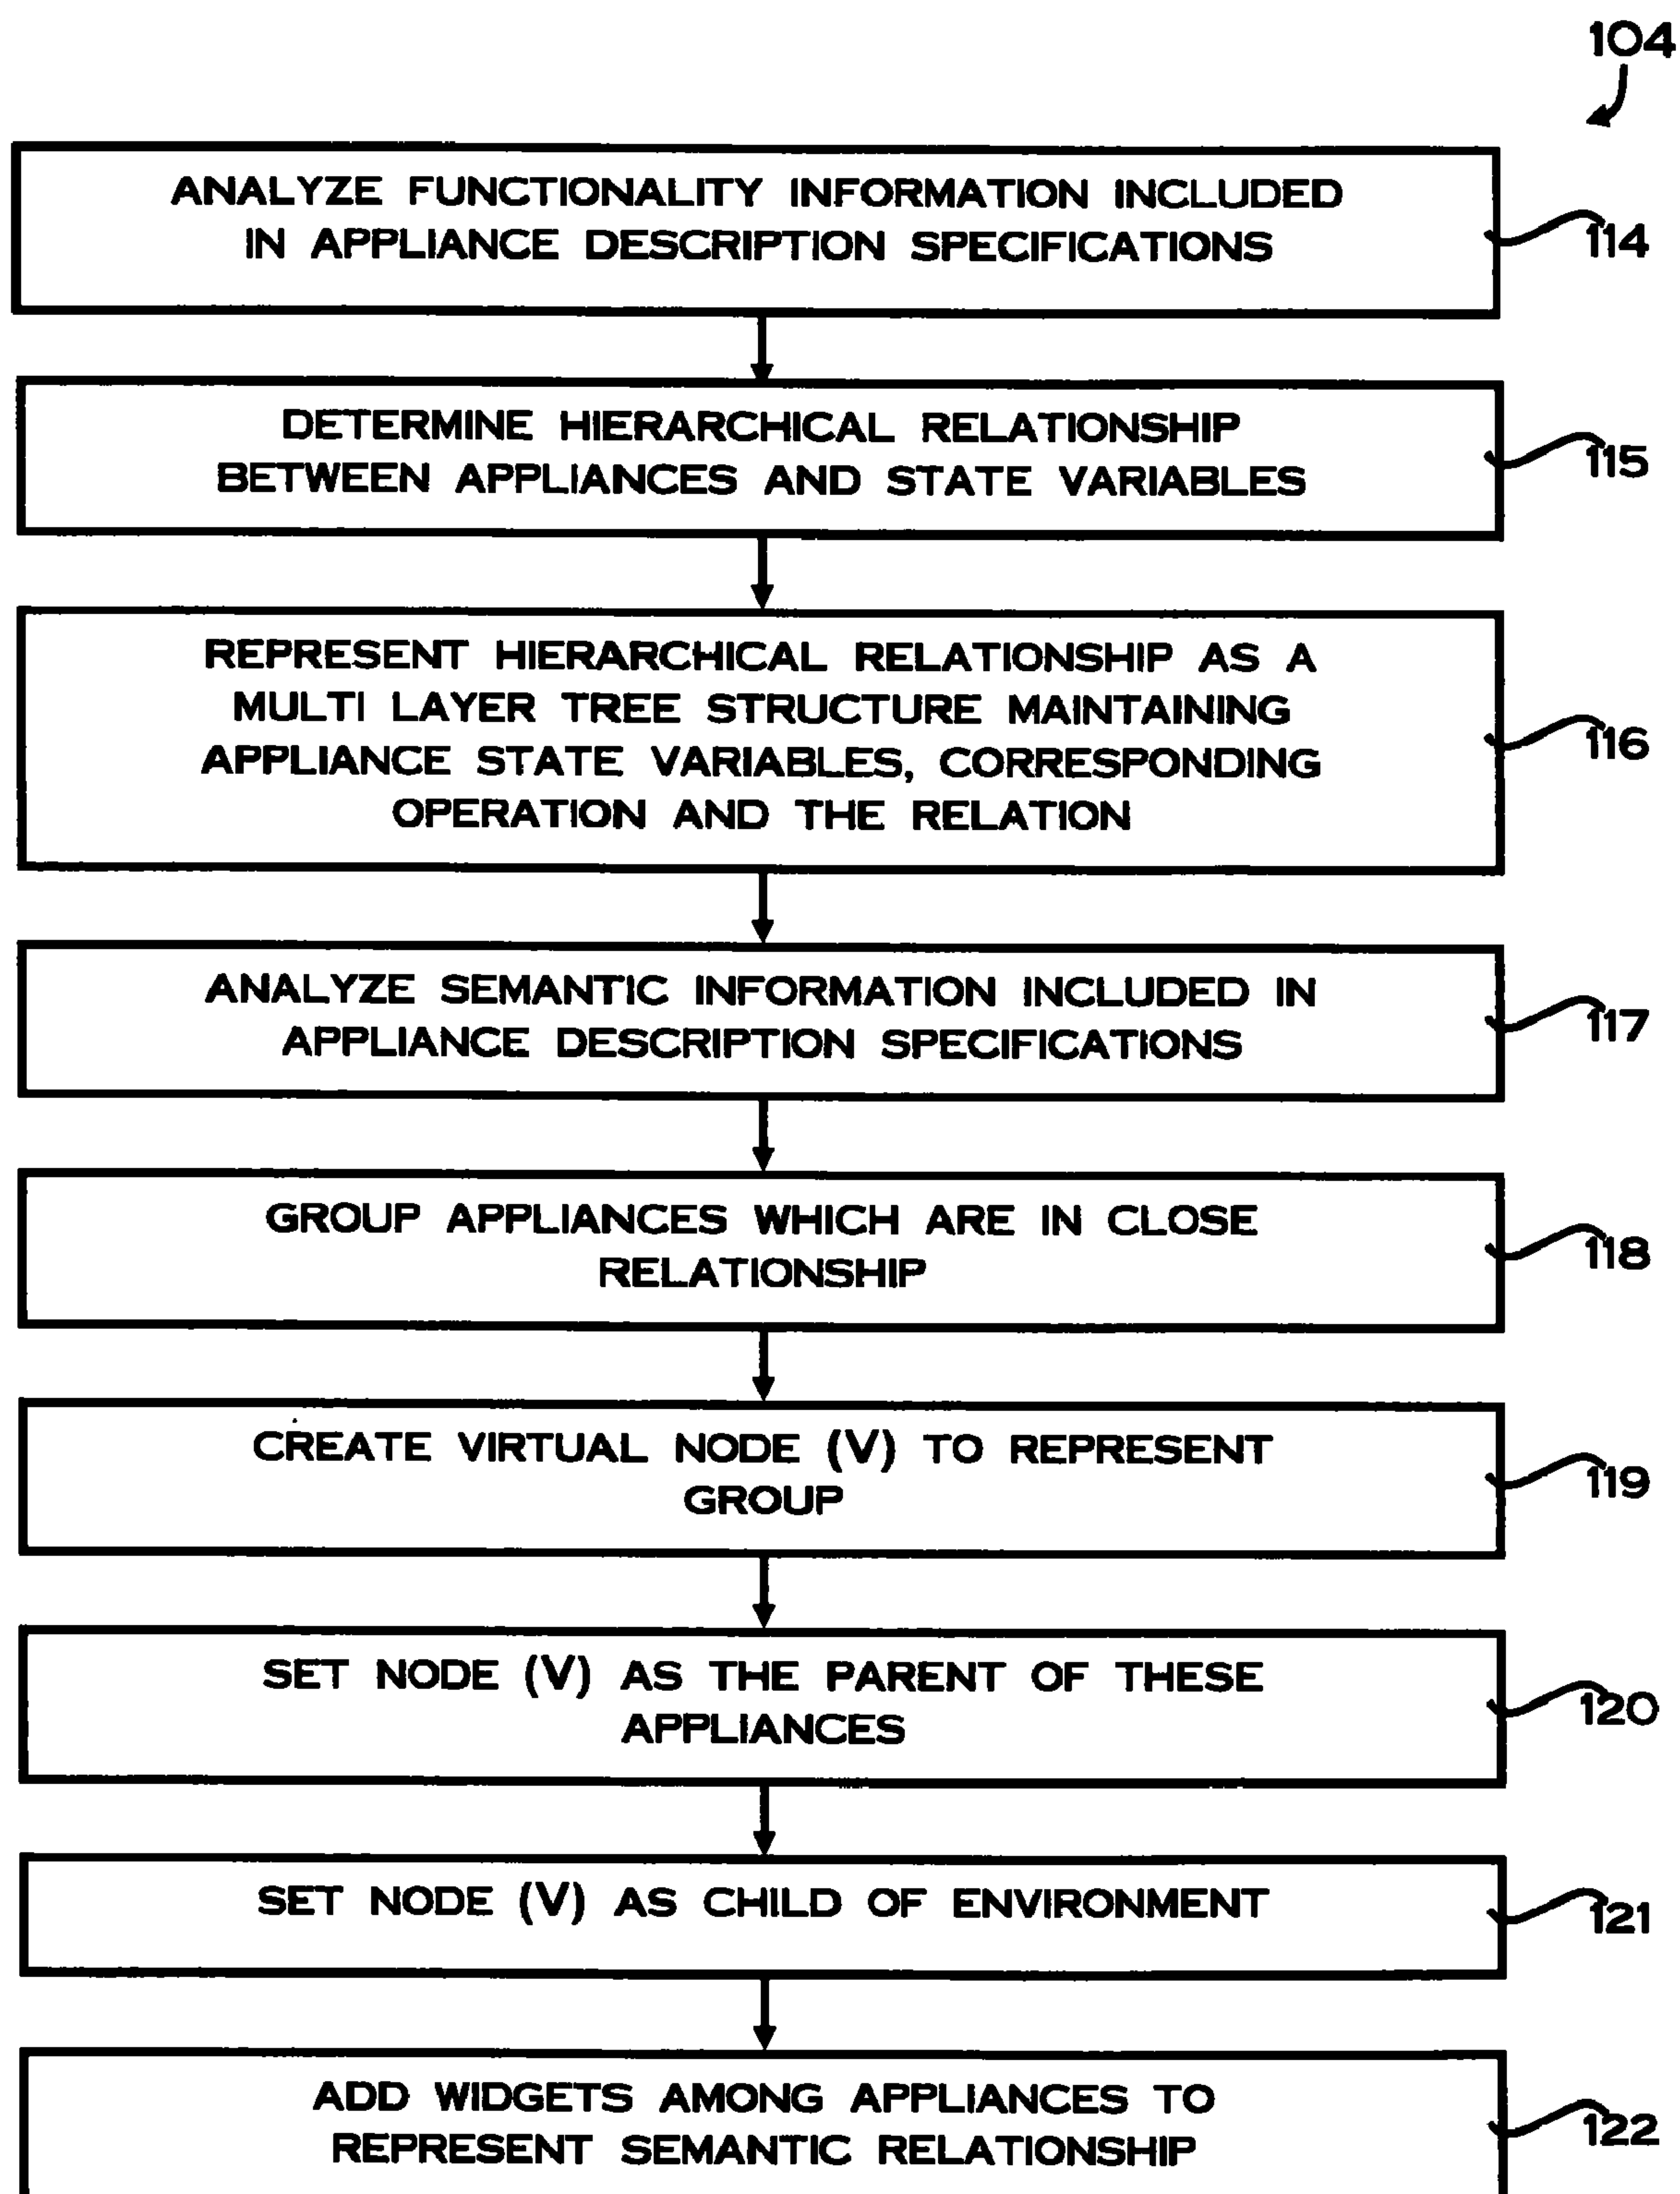 104
ANALYZE FUNCTIONALITY INFORMATION INCLUDED
IN APPLIANCE DESCRIPTION SPECIFICATIONS
114
DETERMINE HIERARCHICAL RELATIONSHIP
BETWEEN APPLIANCES AND STATE VARIABLES
115
REPRESENT HIERARCHICAL RELATIONSHIP AS A
MULTI LAYER TREE STRUCTURE MAINTAINING
APPLIANCE STATE VARIABLES, CORRESPONDING
OPERATION AND THE RELATION
116
ANALYZE SEMANTIC INFORMATION INCLUDED IN
APPLIANCE DESCRIPTION SPECIFICATIONS
117
GROUP APPLIANCES WHICH ARE IN CLOSE
RELATIONSHIP
118
CREATE VIRTUAL NODE (V) TO REPRESENT
GROUP
119
SET NODE (V) AS THE PARENT OF THESE
APPLIANCES
120
SET NODE (V) AS CHILD OF ENVIRONMENT
121
ADD WIDGETS AMONG APPLIANCES TO
REPRESENT SEMANTIC RELATIONSHIP
122